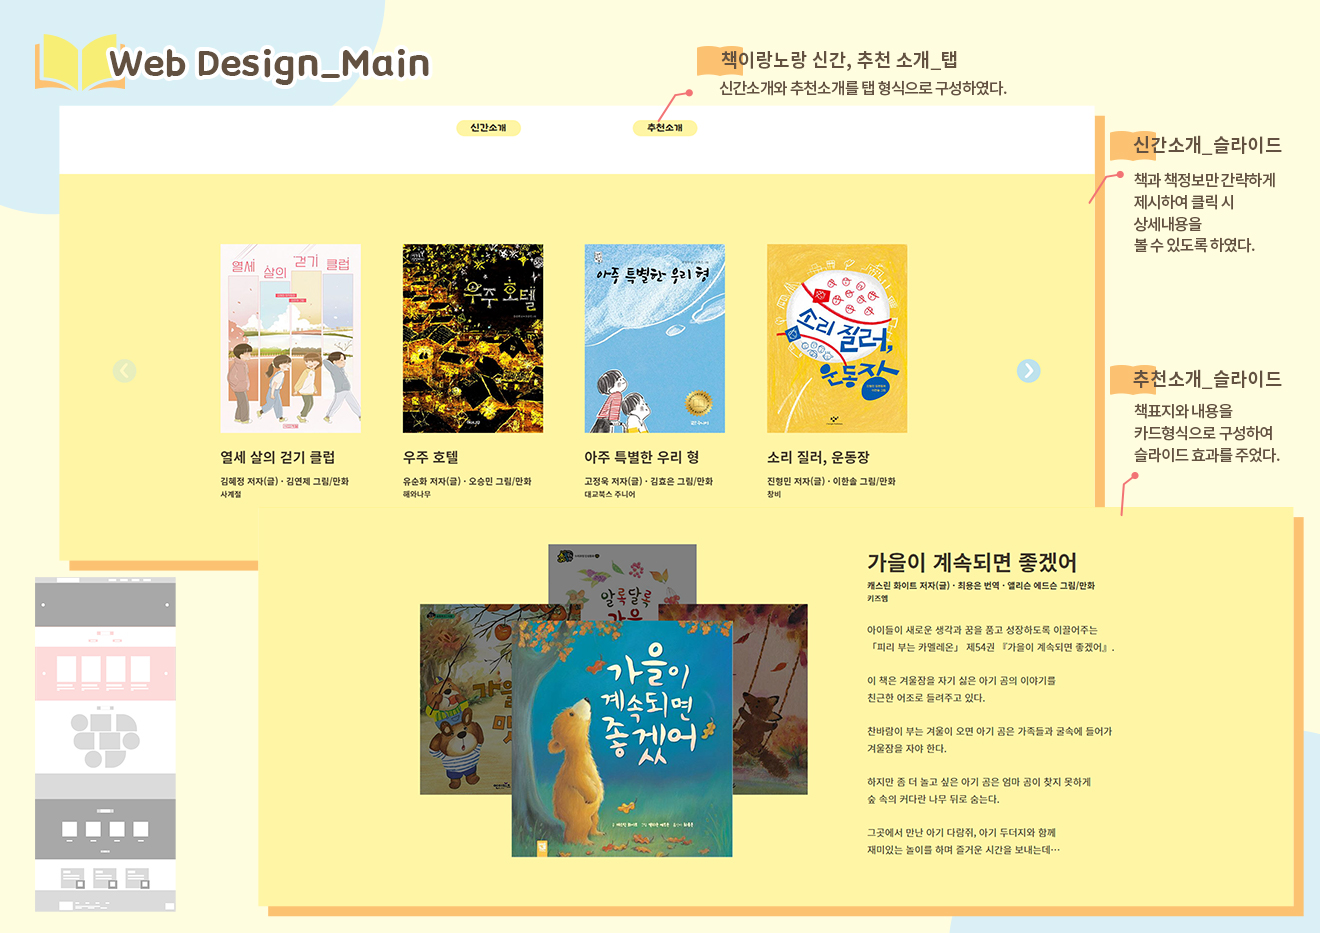 Web Design_Main
책이랑노랑 신간, 추천 소개_탭
신간소개와 추천소개를 탭 형식으로 구성하였다.
신간소개
추천소개
신간소개_슬라이드
책과 책정보만 간략하게
제시하여 클릭 시
상세내용을
볼 수 있도록 하였다.
열세 살의 걷기 클럽
우주 호텔
아주 특별한 우리 형
소리 질러,
운동장
열세 살의 걷기 클럽
김혜정 저자(글) · 김연제 그림/만화
사계절
우주 호텔
유순화 저자(글) · 오승민 그림/만화
해와나무
아주 특별한 우리 형
고정욱 저자(글) · 김효은 그림/만화
대교북스 주니어
소리 질러, 운동장
진형민 저자(글) · 이한솔 그림/만화
창비
추천소개_슬라이드
책표지와 내용을
카드형식으로 구성하여
슬라이드 효과를 주었다.
알록달록
가을이
계속되면
좋겠어
가을이 계속되면 좋겠어
캐스린 화이트 저자(글) · 최용은 번역 · 앨리슨 에드슨 그림/만화
키즈엠
아이들이 새로운 생각과 꿈을 품고 성장하도록 이끌어주는
「피리 부는 카멜레온」 제54권 『가을이 계속되면 좋겠어』.
이 책은 겨울잠을 자기 싫은 아기 곰의 이야기를
친근한 어조로 들려주고 있다.
찬바람이 부는 겨울이 오면 아기 곰은 가족들과 굴속에 들어가
겨울잠을 자야 한다.
하지만 좀 더 놀고 싶은 아기 곰은 엄마 곰이 찾지 못하게
숲 속의 커다란 나무 뒤로 숨는다.
그곳에서 만난 아기 다람쥐, 아기 두더지와 함께
재미있는 놀이를 하며 즐거운 시간을 보내는데…